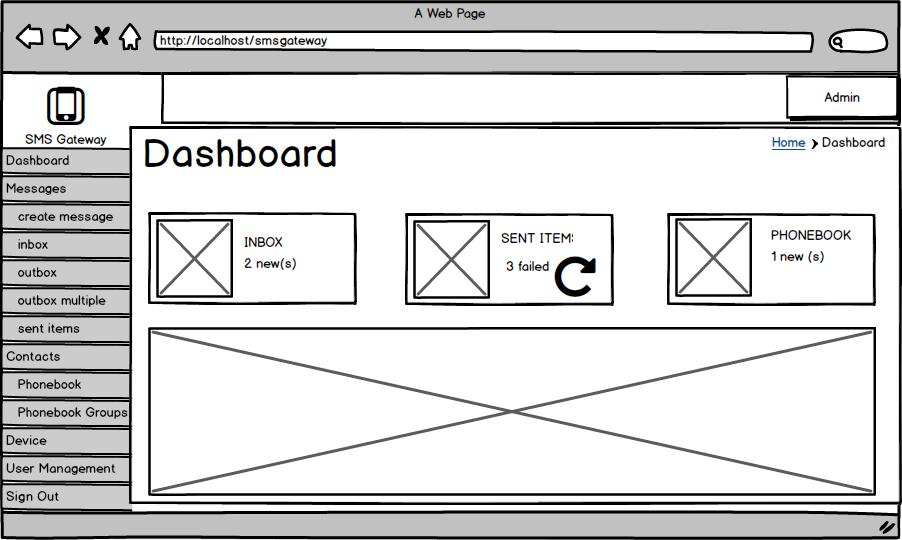 A Web Page
http://localhost/smsgateway
Admin
SMS Gateway
Dashboard
Messages
create message
inbox
outbox
outbox multiple
sent items
Contacts
Phonebook
Phonebook Groups
Device
User Management
Sign Out
Dashboard
Home > Dashboard
INBOX
2 new(s)
SENT ITEMS
3 failed
PHONEBOOK
1 new (s)